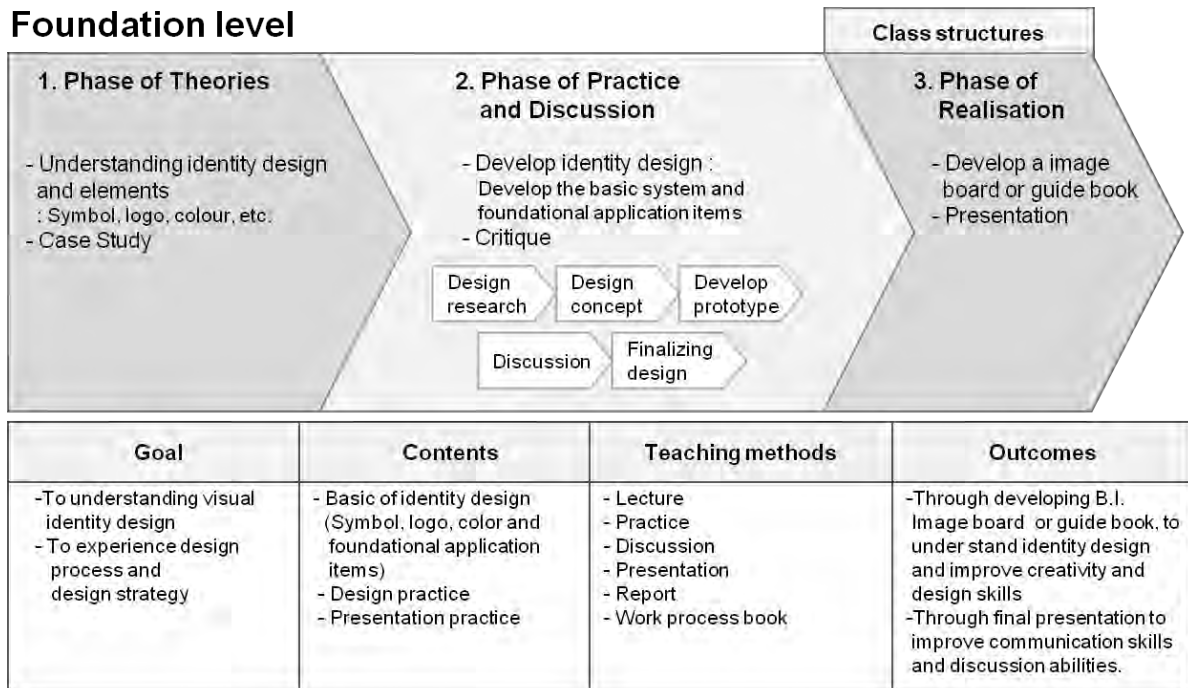 Foundation level
Class structures
1. Phase of Theories
- Understanding identity design
and elements
: Symbol, logo, colour, etc.
- Case Study
2. Phase of Practice
and Discussion
- Develop identity design :
Develop the basic system and
foundational application items
- Critique
Design
research
Design
concept
Develop
prototype
Discussion
Finalizing
design
3. Phase of
Realisation
- Develop a image
board or guide book
- Presentation
Goal
-To understanding visual
identity design
- To experience design
process and
design strategy
Contents
- Basic of identity design
(Symbol, logo, color and
foundational application
items)
- Design practice
- Presentation practice
Teaching methods
- Lecture
- Practice
- Discussion
- Presentation
- Report
- Work process book
Outcomes
-Through developing B.I.
Image board or guide book, to
under stand identity design
and improve creativity and
design skills
-Through final presentation to
improve communication skills
and discussion abilities.